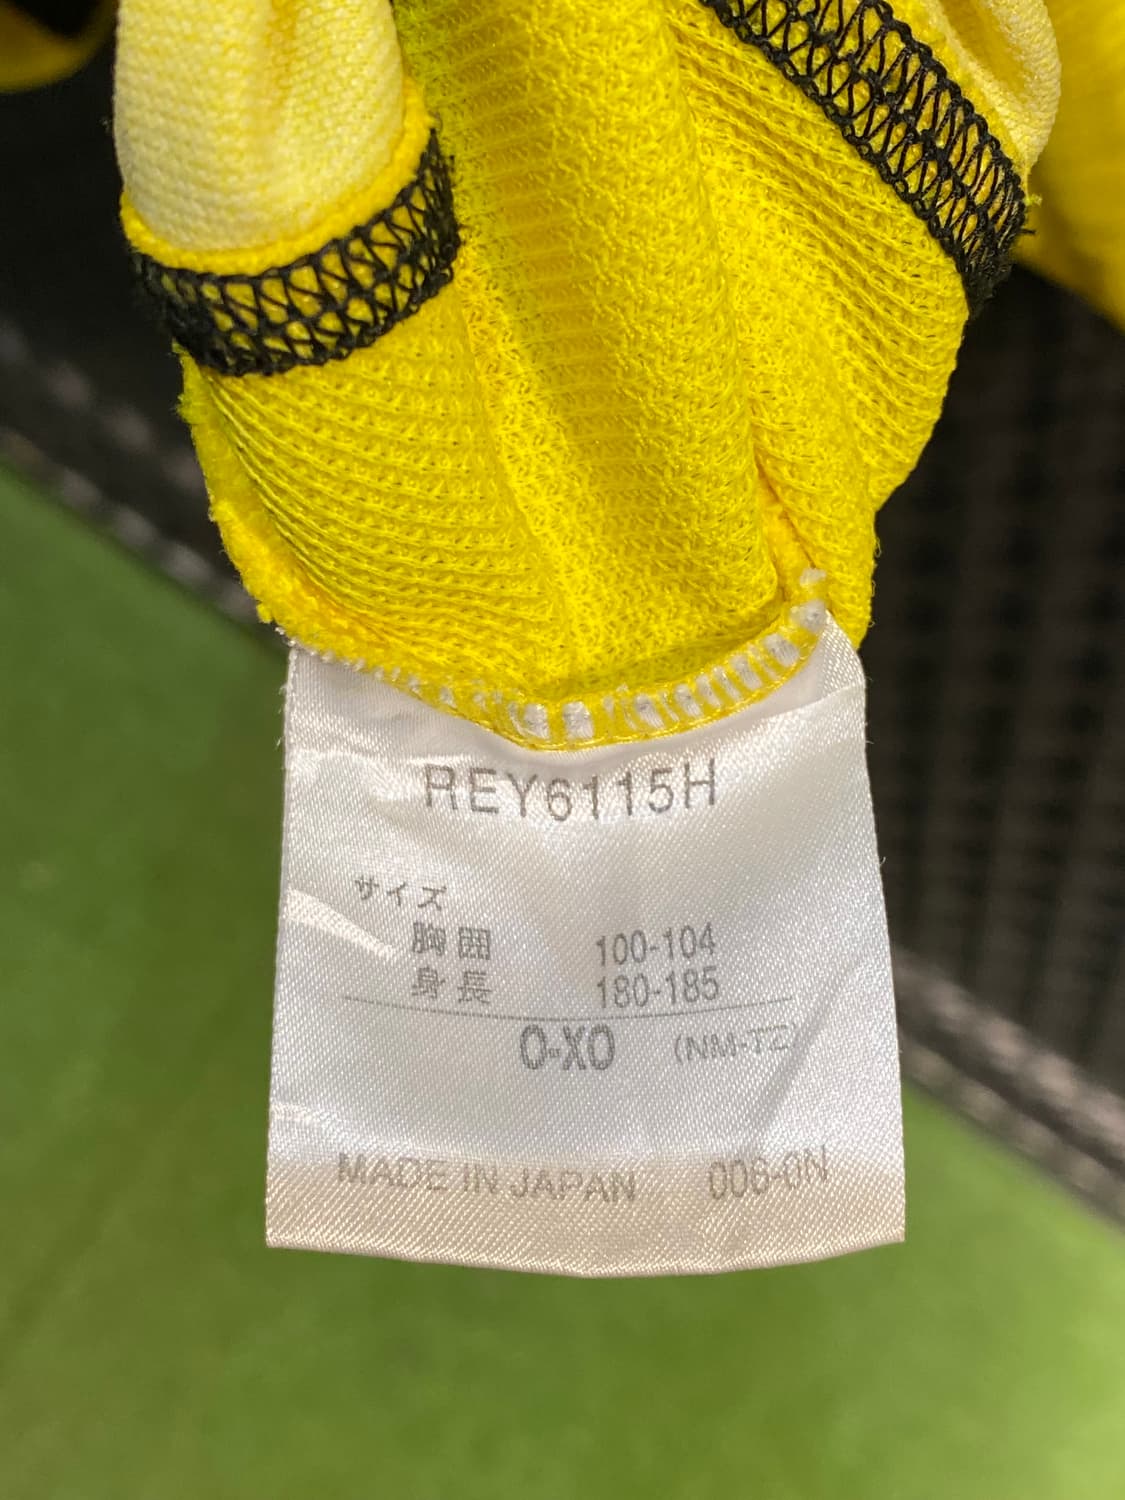 REY6115H
サイズ
胸囲 100-104
身長 180-185
O-XO (NM-TZ)
MADE IN JAPAN 006-0N